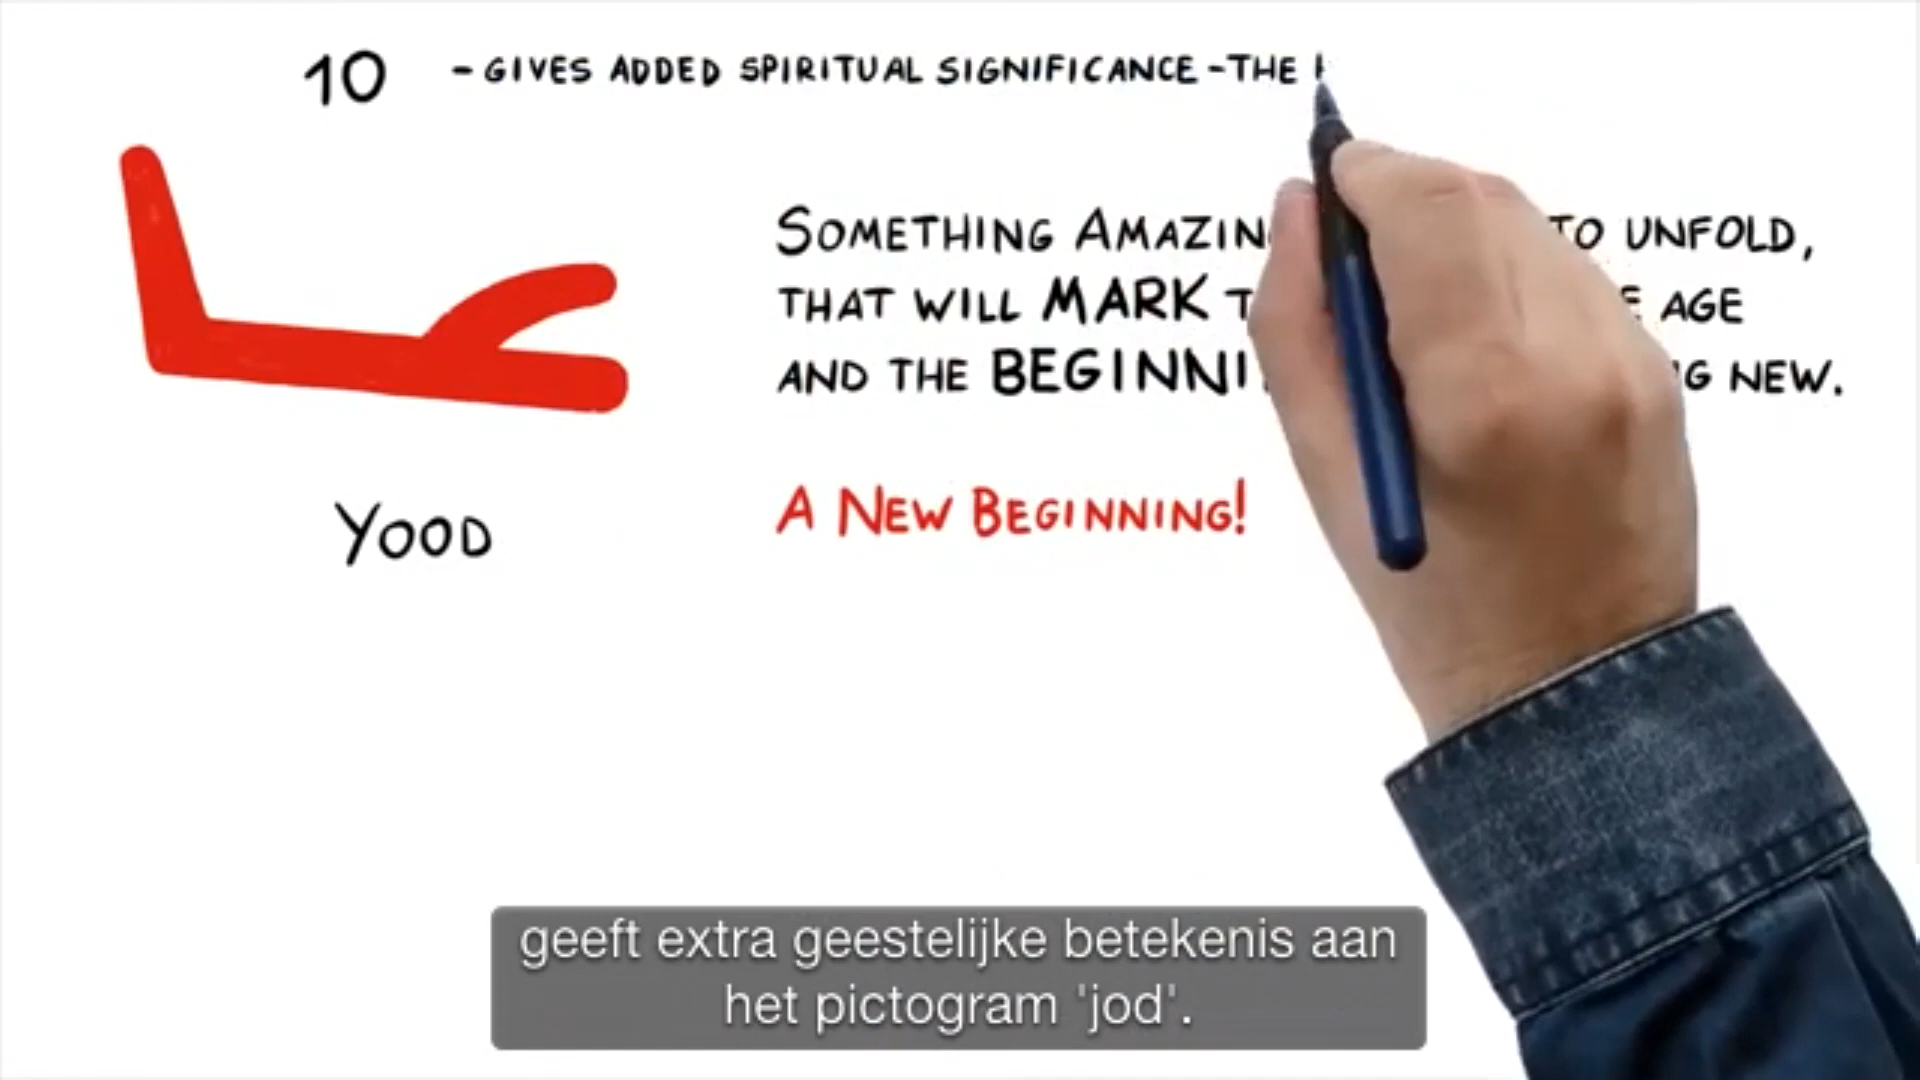 10 - GIVES ADDED SPIRITUAL SIGNIFICANCE - THE
SOMETHING AMAZIN TO UNFOLD,
THAT WILL MARK AGE
AND THE BEGINNI NEW.
A NEW BEGINNING!
YOOD
geeft extra geestelijke betekenis aan
het pictogram 'jod'.